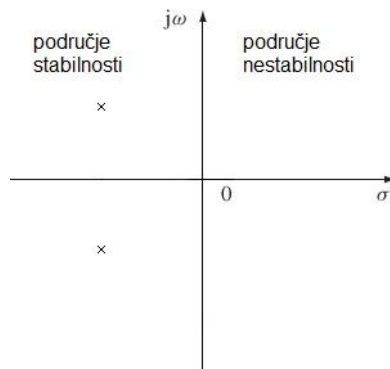 jω
područje
stabilnosti
područje
nestabilnosti
0
σ